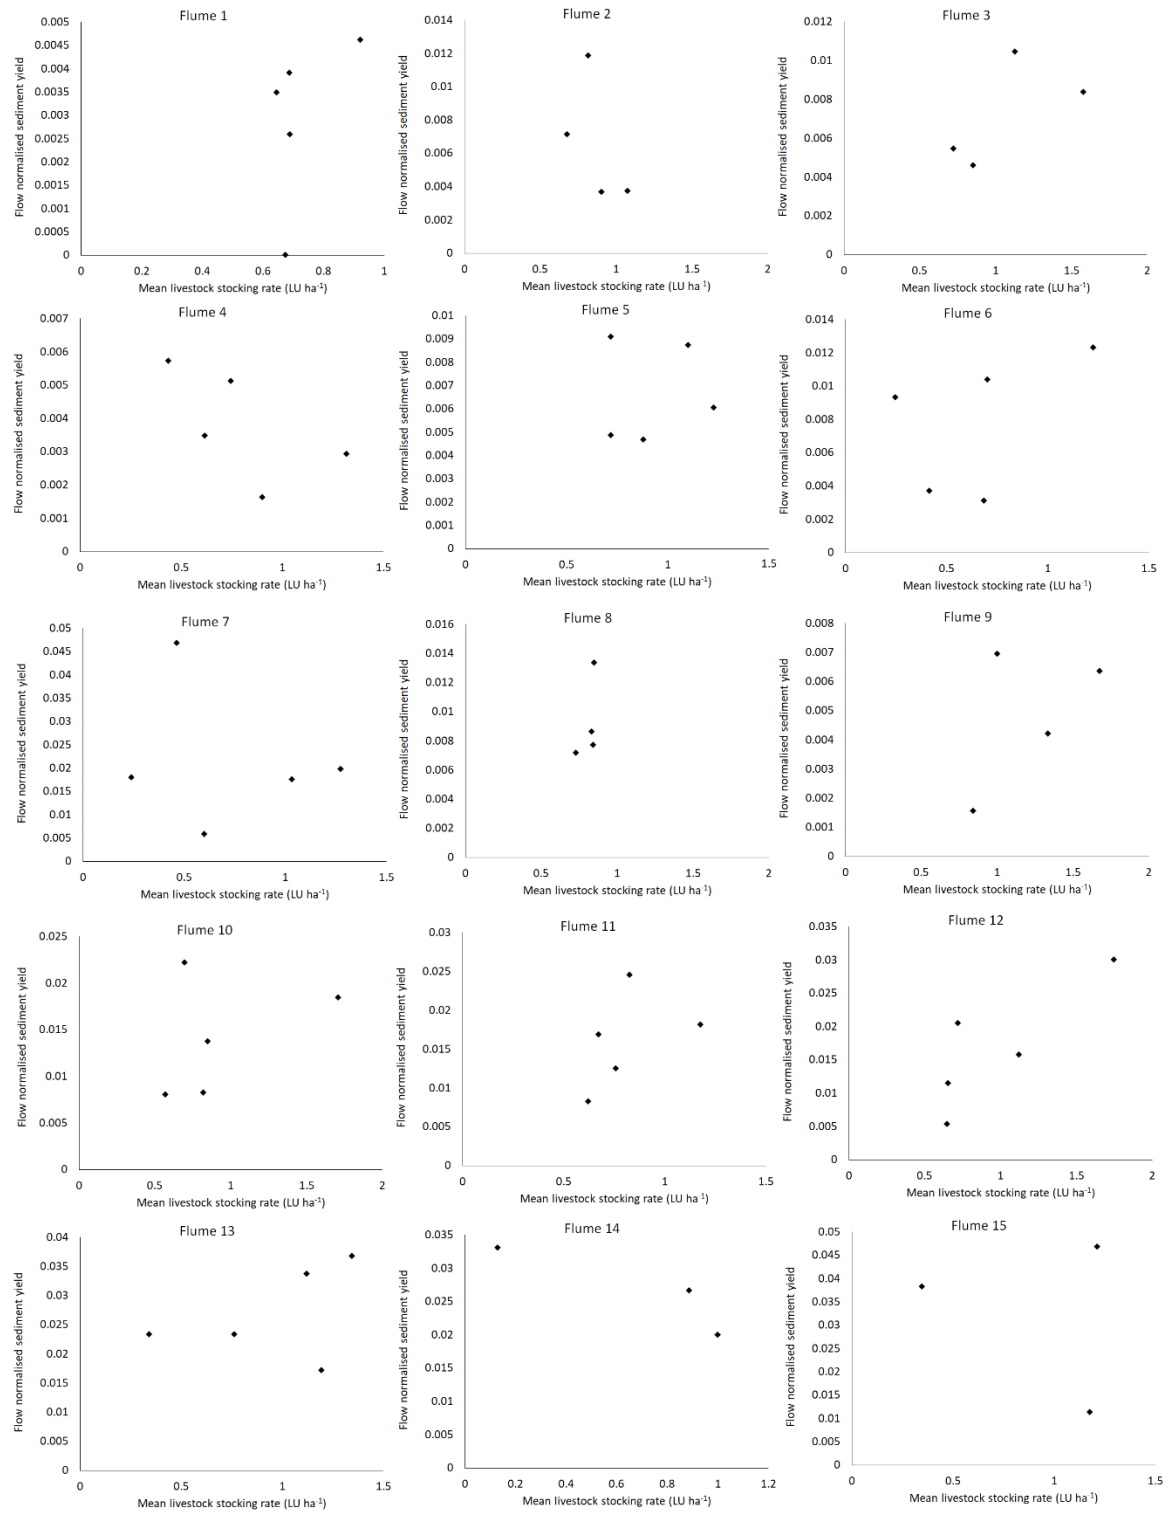 Flume 1
0.005
0.0045
0.004
0.0035
0.003
0.0025
0.002
0.0015
0.001
0.0005
0
Flow normalised sediment yield
0 0.2 0.4 0.6 0.8 1
Mean livestock stocking rate (LU ha⁻¹)
Flume 2
0.014
0.012
0.01
0.008
0.006
0.004
0.002
0
Flow normalised sediment yield
0 0.5 1 1.5 2
Mean livestock stocking rate (LU ha⁻¹)
Flume 3
0.012
0.01
0.008
0.006
0.004
0.002
0
Flow normalised sediment yield
0 0.5 1 1.5 2
Mean livestock stocking rate (LU ha⁻¹)
Flume 4
0.007
0.006
0.005
0.004
0.003
0.002
0.001
0
Flow normalised sediment yield
0.5 1 1.5
Mean livestock stocking rate (LU ha⁻¹)
Flume 5
0.01
0.009
0.008
0.007
0.006
0.005
0.004
0.003
0.002
0.001
0
Flow normalised sediment yield
0 0.5 1 1.5
Mean livestock stocking rate (LU ha⁻¹)
Flume 6
0.014
0.012
0.01
0.008
0.006
0.004
0.002
0
Flow normalised sediment yield
0 0.5 1 1.5
Mean livestock stocking rate (LU ha⁻¹)
Flume 7
0.05
0.045
0.04
0.035
0.03
0.025
0.02
0.015
0.01
0.005
0
Flow normalised sediment yield
0 0.5 1 1.5
Mean livestock stocking rate (LU ha⁻¹)
Flume 8
0.016
0.014
0.012
0.01
0.008
0.006
0.004
0.002
0
Flow normalised sediment yield
0 0.5 1 1.5 2
Mean livestock stocking rate (LU ha⁻¹)
Flume 9
0.008
0.007
0.006
0.005
0.004
0.003
0.002
0.001
0
Flow normalised sediment yield
0 0.5 1 1.5 2
Mean livestock stocking rate (LU ha⁻¹)
Flume 10
0.025
0.02
0.015
0.01
0.005
0
Flow normalised sediment yield
0 0.5 1 1.5 2
Mean livestock stocking rate (LU ha⁻¹)
Flume 11
0.03
0.025
0.02
0.015
0.01
0.005
0
Flow normalised sediment yield
0 0.5 1 1.5
Mean livestock stocking rate (LU ha⁻¹)
Flume 12
0.035
0.03
0.025
0.02
0.015
0.01
0.005
0
Flow normalised sediment yield
0 0.5 1 1.5 2
Mean livestock stocking rate (LU ha⁻¹)
Flume 13
0.04
0.035
0.03
0.025
0.02
0.015
0.01
0.005
0
Flow normalised sediment yield
0 0.5 1 1.5
Mean livestock stocking rate (LU ha⁻¹)
Flume 14
0.035
0.03
0.025
0.02
0.015
0.01
0.005
0
Flow normalised sediment yield
0 0.2 0.4 0.6 0.8 1 1.2
Mean livestock stocking rate (LU ha⁻¹)
Flume 15
0.05
0.045
0.04
0.035
0.03
0.025
0.02
0.015
0.01
0.005
0
Flow normalised sediment yield
0 0.5 1 1.5
Mean livestock stocking rate (LU ha⁻¹)